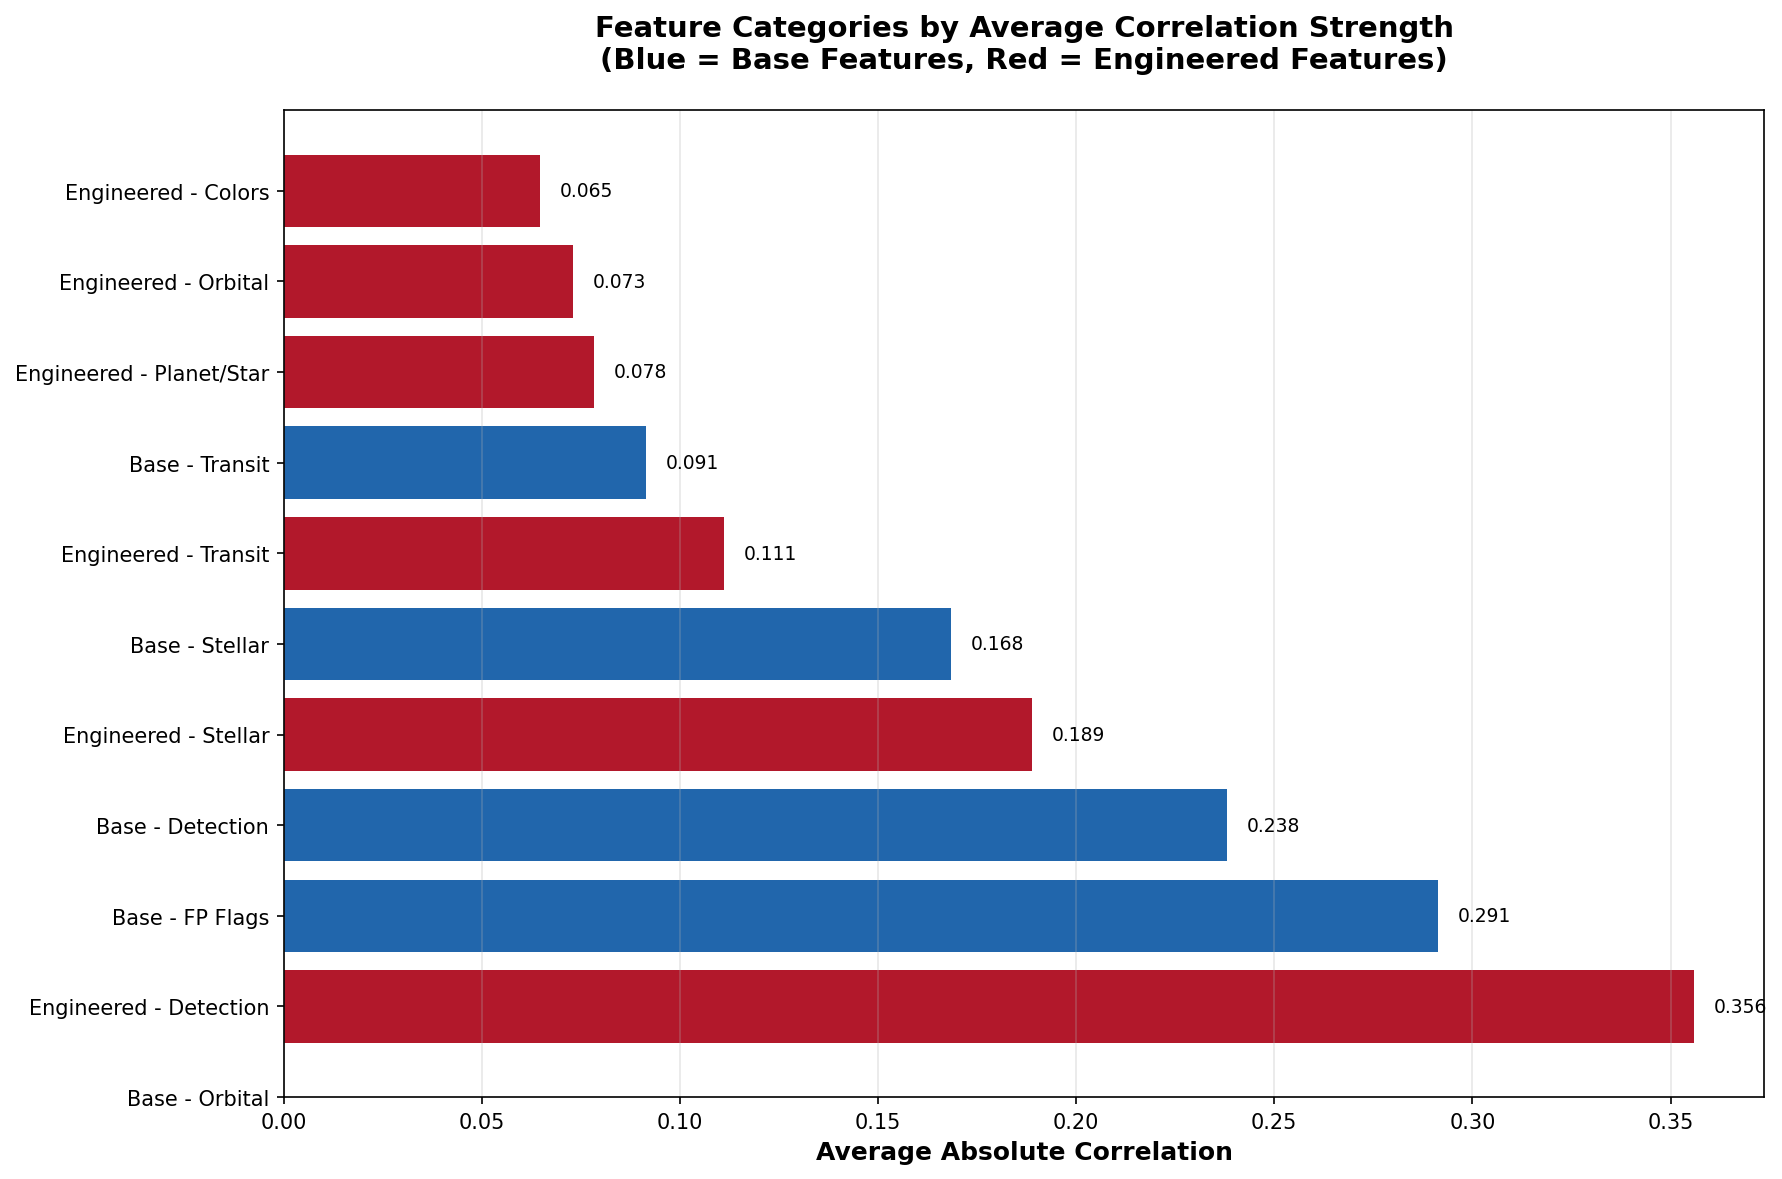 Feature Categories by Average Correlation Strength
(Blue = Base Features, Red = Engineered Features)
Engineered - Colors
0.065
Engineered - Orbital
0.073
Engineered - Planet/Star
0.078
Base - Transit
0.091
Engineered - Transit
0.111
Base - Stellar
0.168
Engineered - Stellar
0.189
Base - Detection
0.238
Base - FP Flags
0.291
Engineered - Detection
0.356
Base - Orbital
0.00 0.05 0.10 0.15 0.20 0.25 0.30 0.35
Average Absolute Correlation